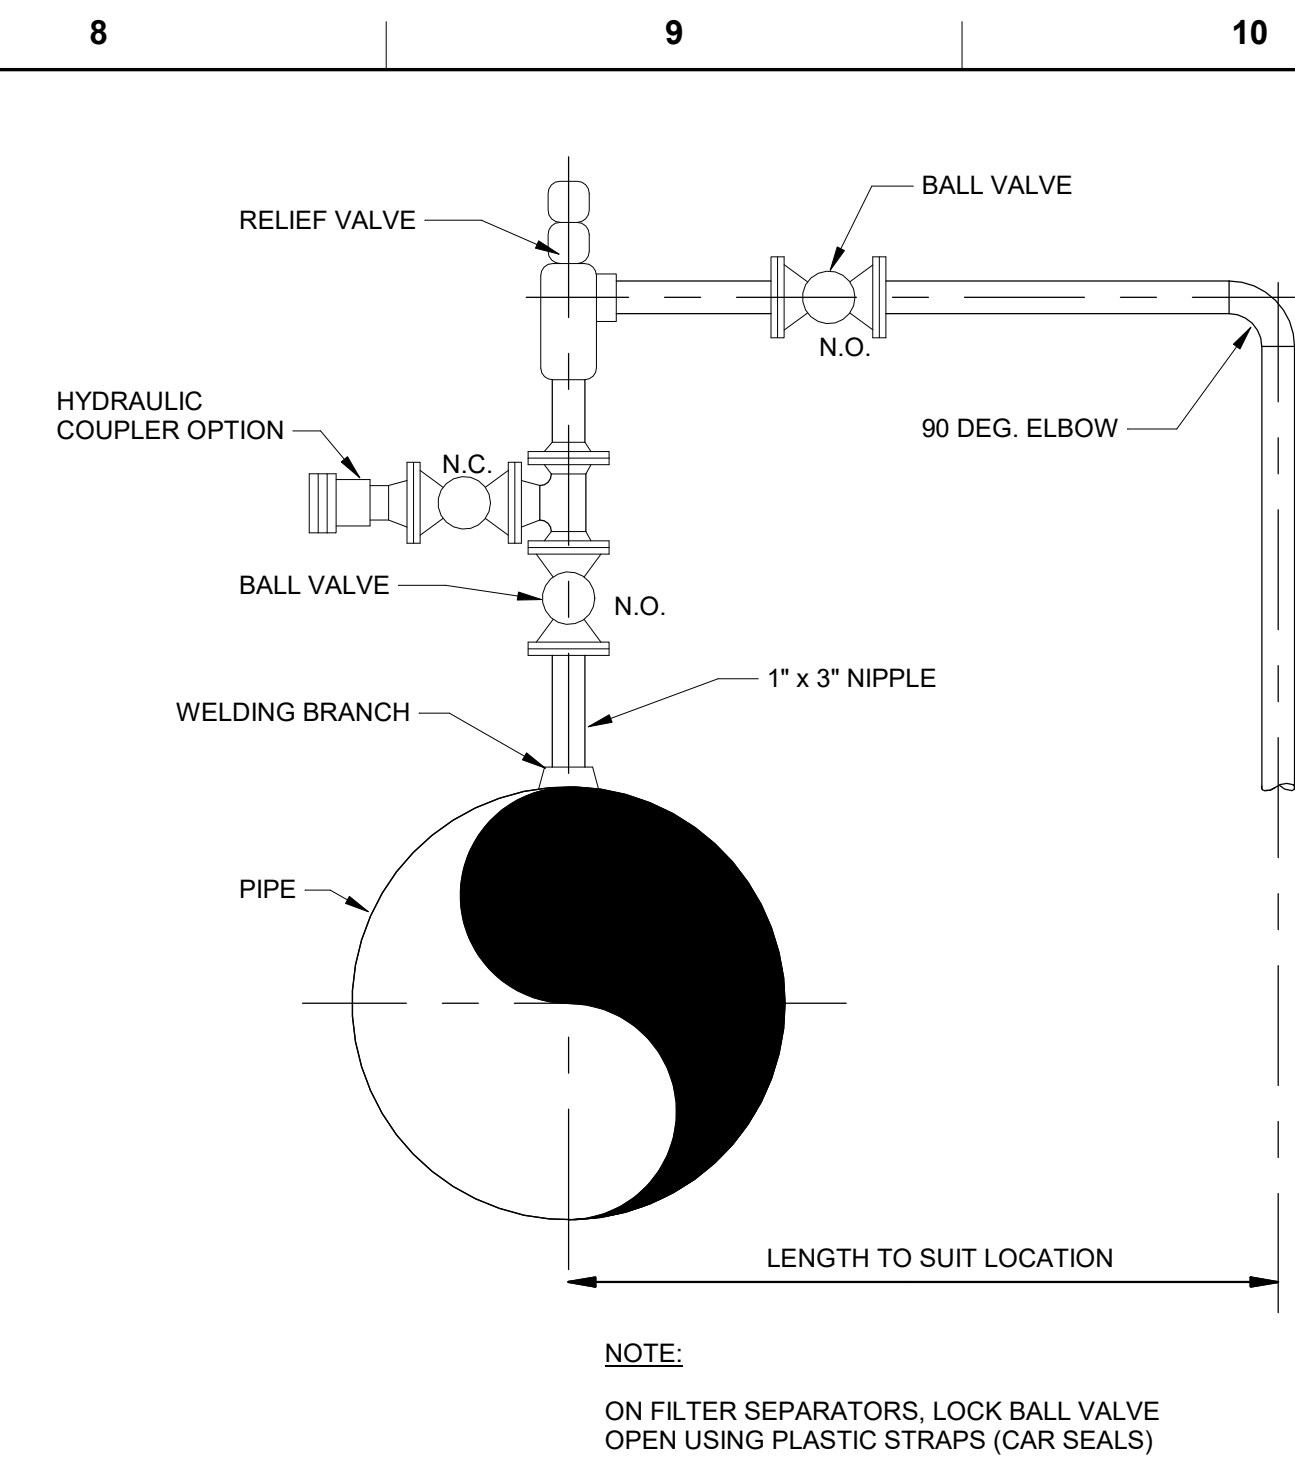 8 9 10
BALL VALVE
RELIEF VALVE
N.O.
HYDRAULIC
COUPLER OPTION
90 DEG. ELBOW
N.C.
BALL VALVE
N.O.
1" x 3" NIPPLE
WELDING BRANCH
PIPE
LENGTH TO SUIT LOCATION
NOTE:
ON FILTER SEPARATORS, LOCK BALL VALVE
OPEN USING PLASTIC STRAPS (CAR SEALS)